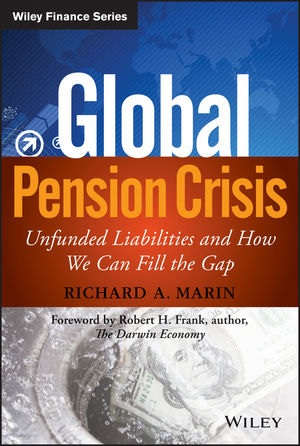 Wiley Finance Series
Global
Pension Crisis
Unfunded Liabilities and How
We Can Fill the Gap
RICHARD A. MARIN
Foreword by Robert H. Frank, author,
The Darwin Economy
WILEY